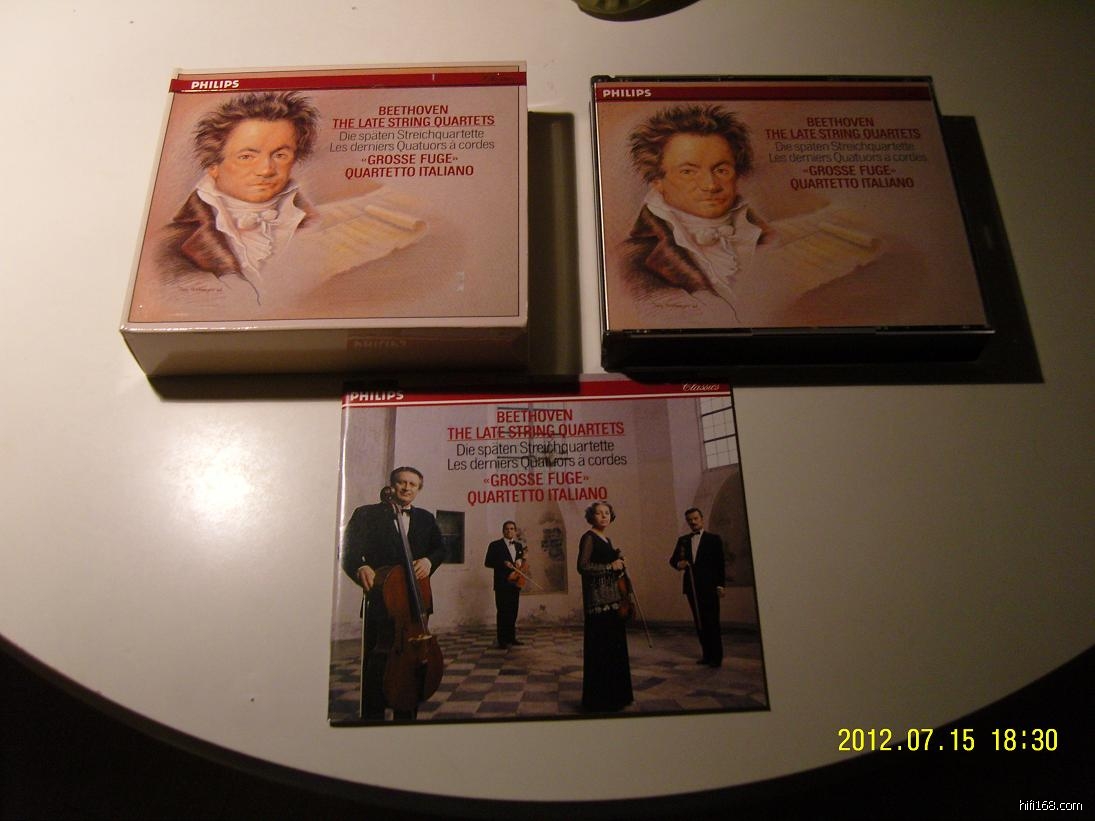 PHILIPS
BEETHOVEN
THE LATE STRING QUARTETS
Die späten Streichquartette
Les derniers Quatuors à cordes
«GROSSE FUGE»
QUARTETTO ITALIANO
PHILIPS
PHILIPS
BEETHOVEN
THE LATE STRING QUARTETS
Die späten Streichquartette
Les derniers Quatuors à cordes
«GROSSE FUGE»
QUARTETTO ITALIANO
PHILIPS
Classics
BEETHOVEN
THE LATE STRING QUARTETS
Die späten Streichquartette
Les derniers Quatuors à cordes
«GROSSE FUGE»
QUARTETTO ITALIANO
2012.07.15 18:30
hifi168.com